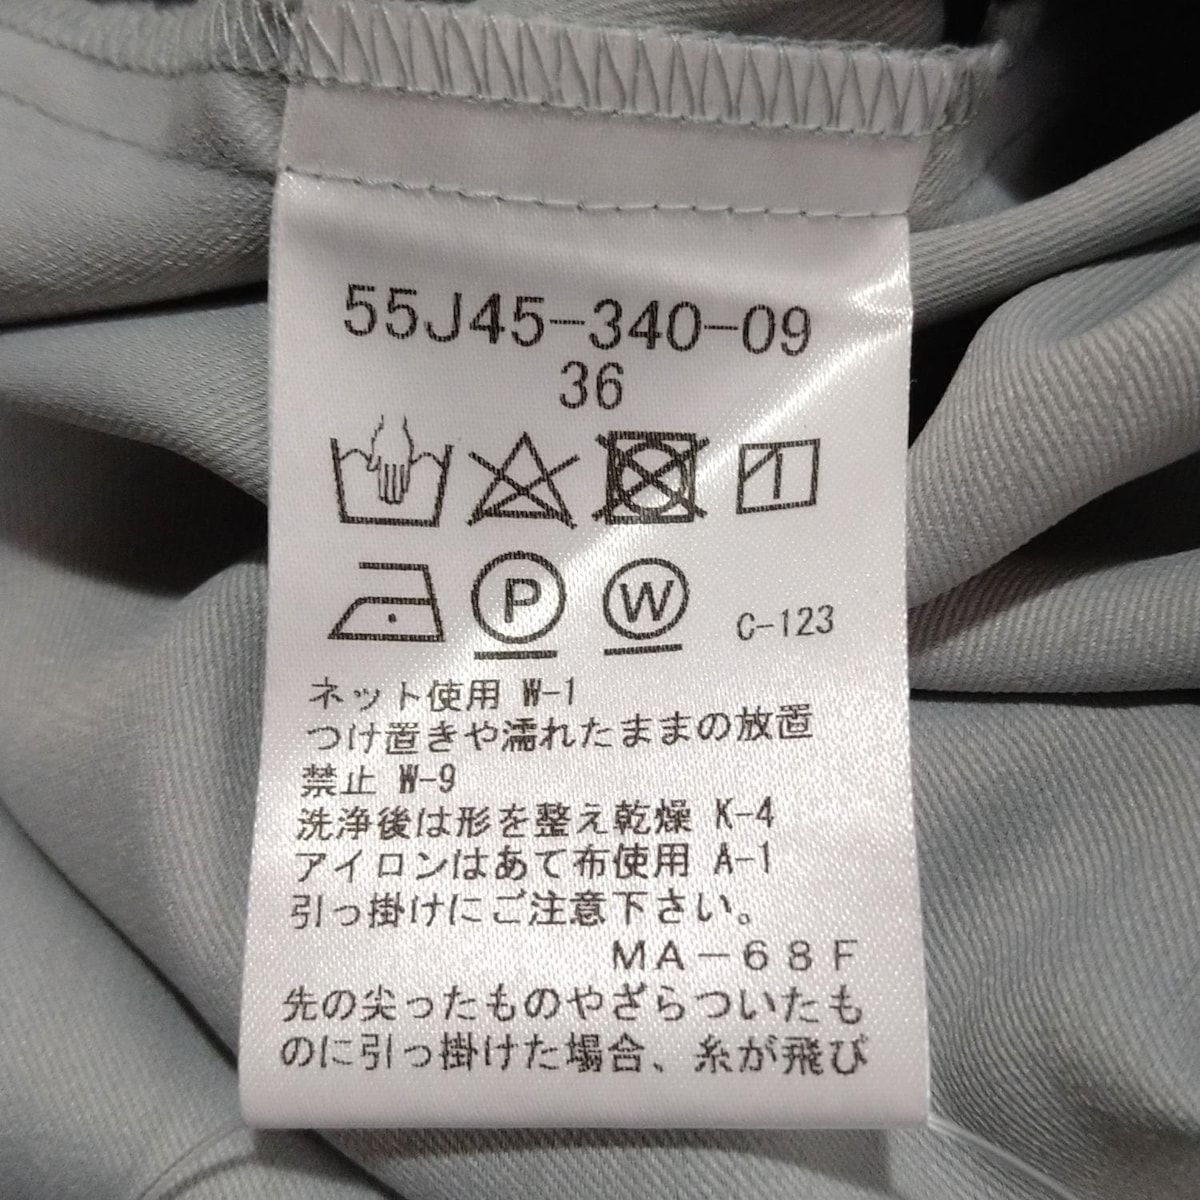 55J45-340-09
36
P W C-123
ネット使用 W-1
つけ置きや濡れたままの放置
禁止 W-9
洗浄後は形を整え乾燥 K-4
アイロンはあて布使用 A-1
引っ掛けにご注意下さい。
MA-68F
先の尖ったものやざらついたも
のに引っ掛けた場合、糸が飛び